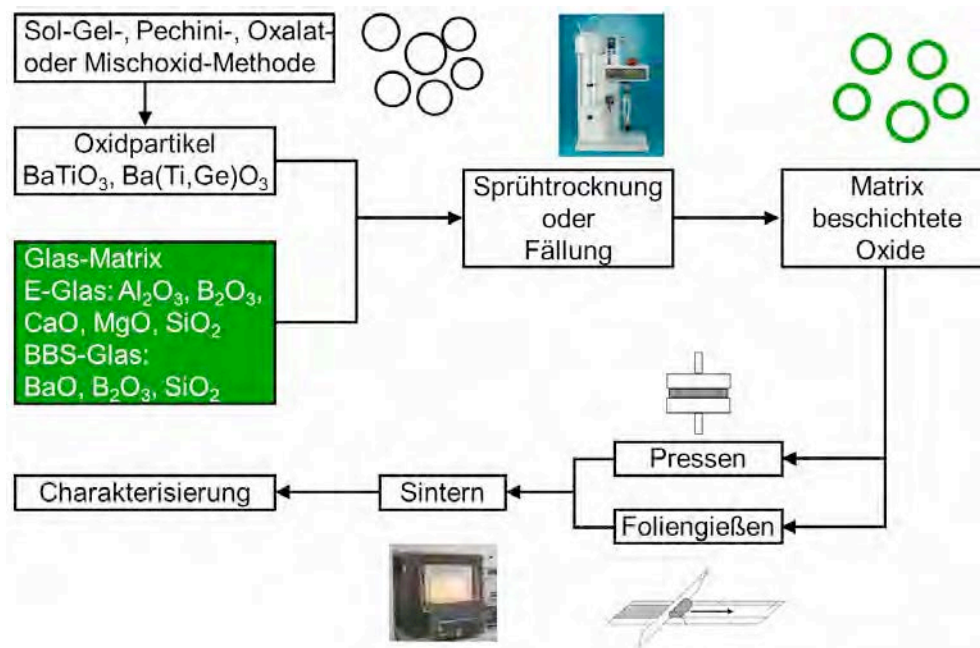 Sol-Gel-, Pechini-, Oxalat-
oder Mischoxid-Methode
Oxidpartikel
BaTiO₃, Ba(Ti,Ge)O₃
Glas-Matrix
E-Glas: Al₂O₃, B₂O₃,
CaO, MgO, SiO₂
BBS-Glas:
BaO, B₂O₃, SiO₂
Sprühtrocknung
oder
Fällung
Matrix
beschichtete
Oxide
Pressen
Foliengießen
Sintern
Charakterisierung